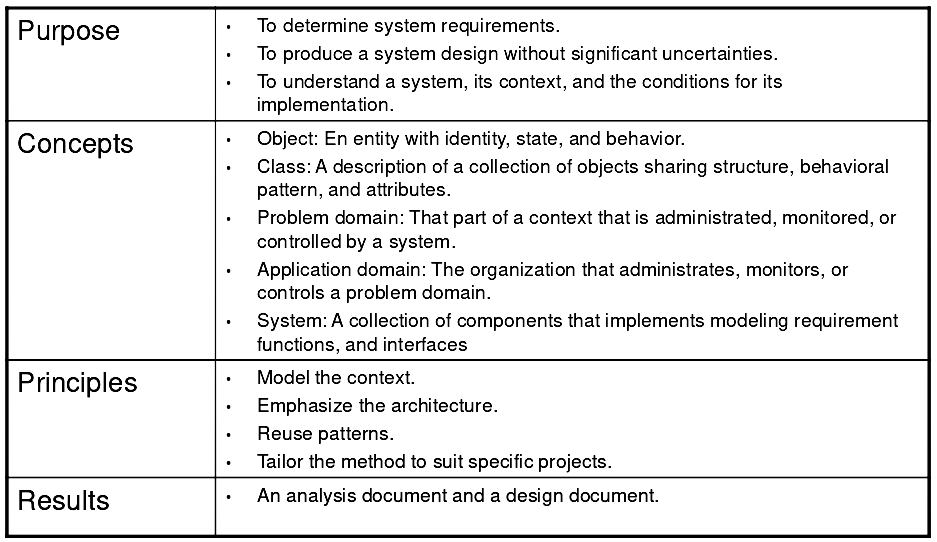 Purpose
• To determine system requirements.
• To produce a system design without significant uncertainties.
• To understand a system, its context, and the conditions for its
implementation.
Concepts
• Object: En entity with identity, state, and behavior.
• Class: A description of a collection of objects sharing structure, behavioral
pattern, and attributes.
• Problem domain: That part of a context that is administrated, monitored, or
controlled by a system.
• Application domain: The organization that administrates, monitors, or
controls a problem domain.
• System: A collection of components that implements modeling requirement
functions, and interfaces
Principles
• Model the context.
• Emphasize the architecture.
• Reuse patterns.
• Tailor the method to suit specific projects.
Results
• An analysis document and a design document.